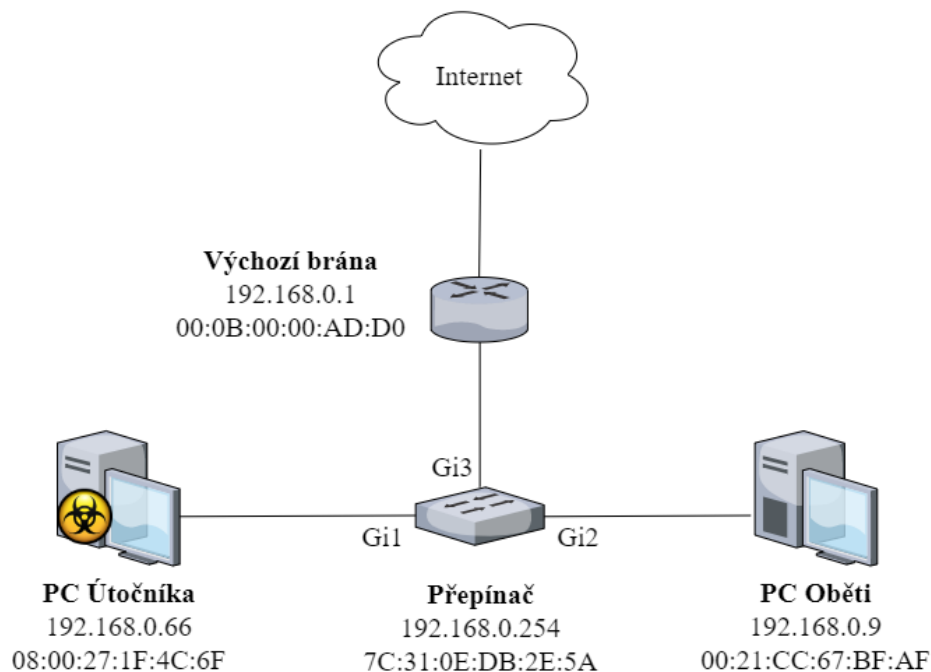 Internet
Výchozí brána
192.168.0.1
00:0B:00:00:AD:D0
Gi3
Gi1
Gi2
PC Útočníka
192.168.0.66
08:00:27:1F:4C:6F
Přepínač
192.168.0.254
7C:31:0E:DB:2E:5A
PC Oběti
192.168.0.9
00:21:CC:67:BF:AF